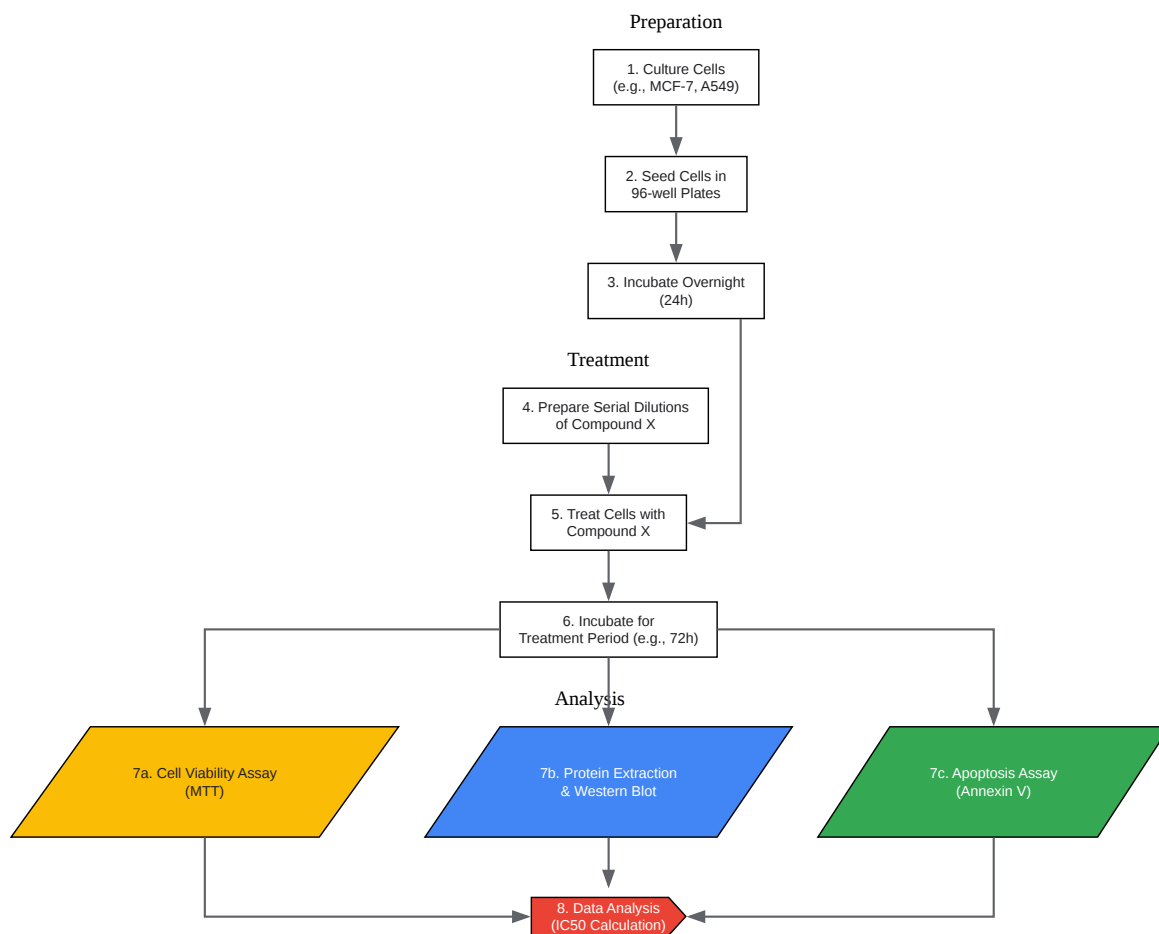 Preparation
1. Culture Cells
(e.g., MCF-7, A549)
2. Seed Cells in
96-well Plates
3. Incubate Overnight
(24h)
Treatment
4. Prepare Serial Dilutions
of Compound X
5. Treat Cells with
Compound X
6. Incubate for
Treatment Period (e.g., 72h)
Analysis
7a. Cell Viability Assay
(MTT)
7b. Protein Extraction
& Western Blot
7c. Apoptosis Assay
(Annexin V)
8. Data Analysis
(IC50 Calculation)